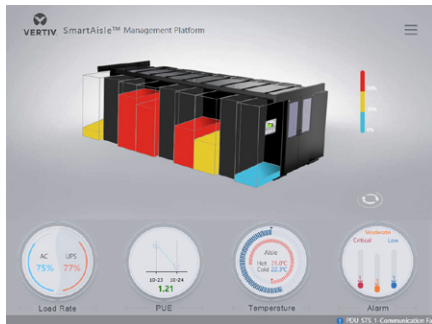 VERTIV SmartAisle™ Management Platform
AC UPS
75% 77%
10-23 10-24
1.21
Aisle
Cold 22.3°C
Moderate
Critical Low
Load Rate PUE Temperature Alarm
PDU STS 1 Communication Fa